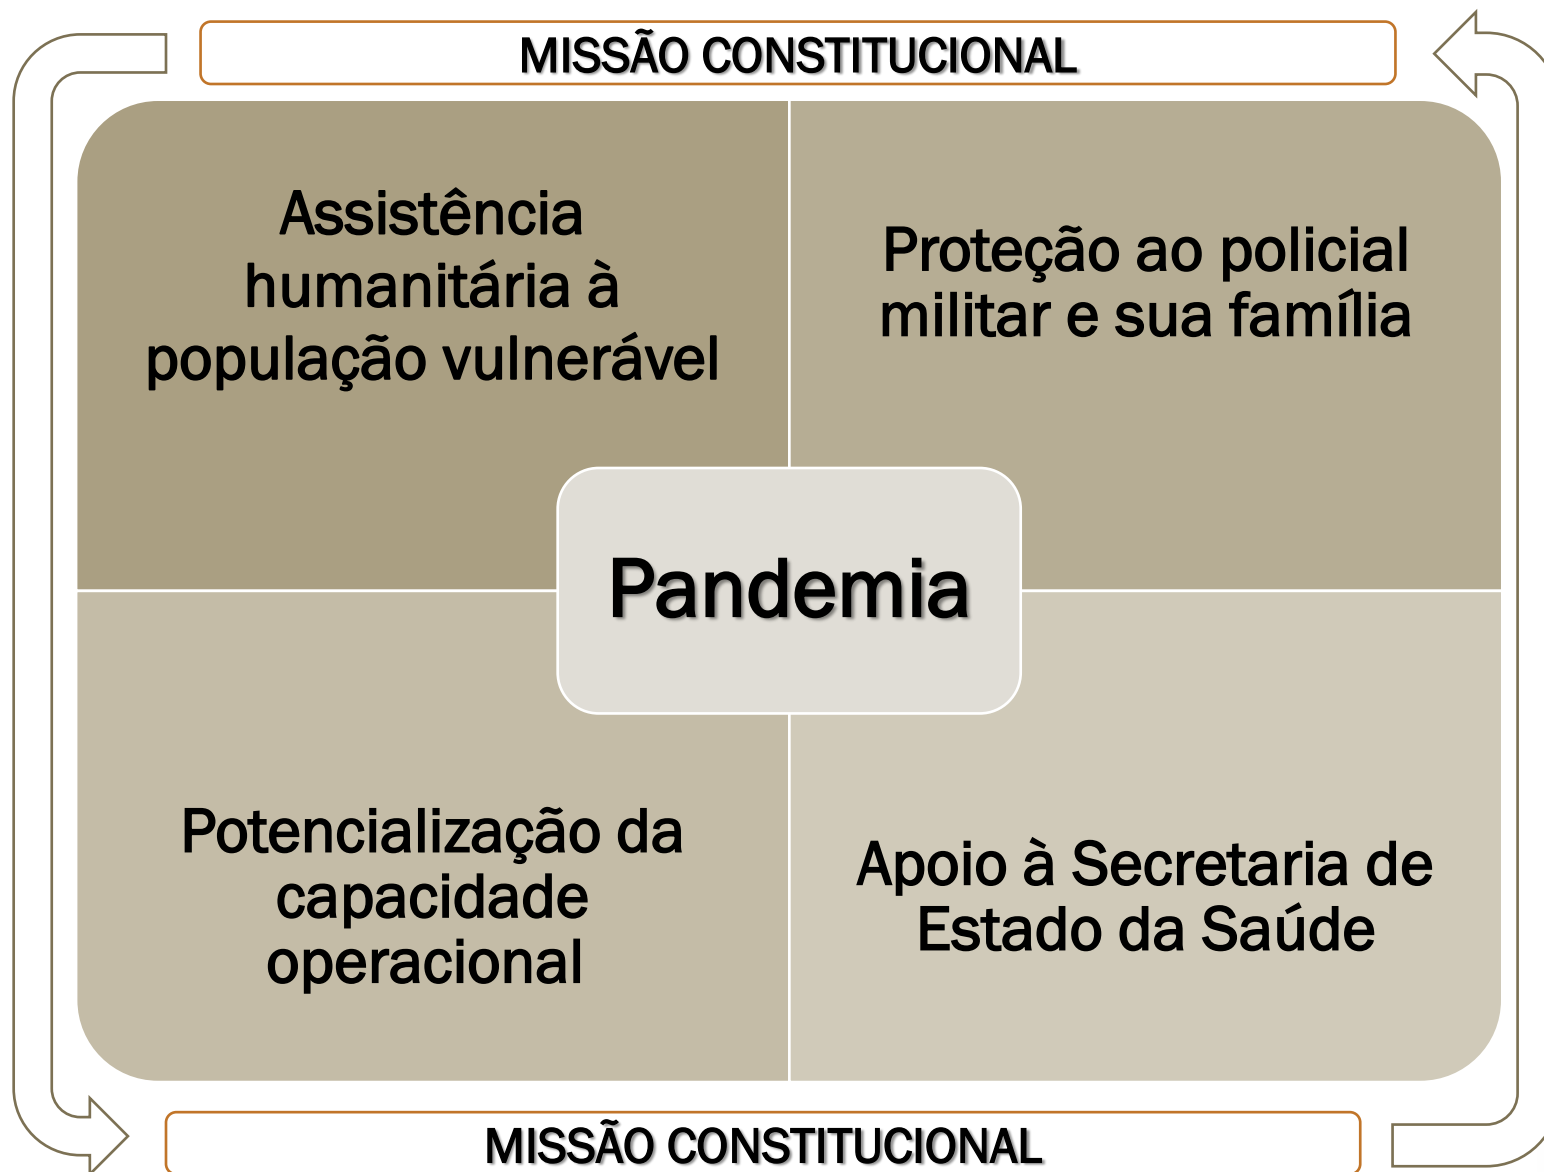 MISSÃO CONSTITUCIONAL
Assistência
humanitária à
população vulnerável
Proteção ao policial
militar e sua família
Pandemia
Potencialização da
capacidade
operacional
Apoio à Secretaria de
Estado da Saúde
MISSÃO CONSTITUCIONAL